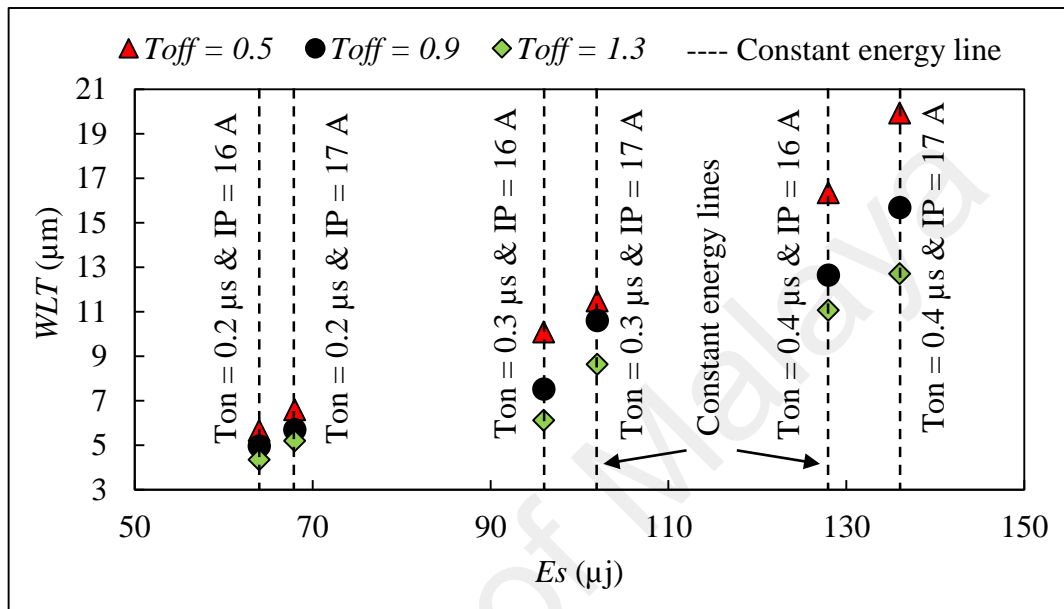 Toff = 0.5 Toff = 0.9 Toff = 1.3 ---- Constant energy line
21
19
17
15
13
11
9
7
5
3
WLT (µm)
Ton = 0.2 µs & IP = 16 A
Ton = 0.2 µs & IP = 17 A
Ton = 0.3 µs & IP = 16 A
Ton = 0.3 µs & IP = 17 A
Constant energy lines
Ton = 0.4 µs & IP = 16 A
Ton = 0.4 µs & IP = 17 A
50 70 90 110 130 150
Es (µj)
of Malaya